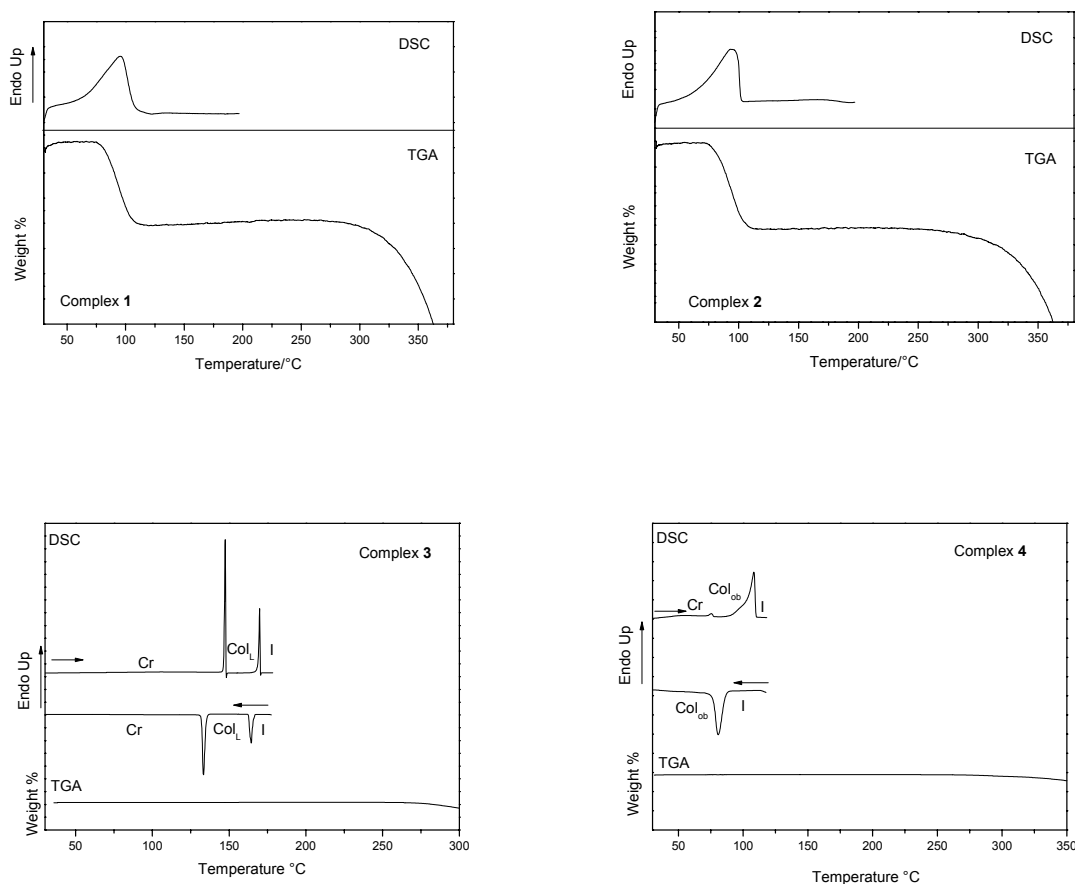 DSC
Endo Up
TGA
Weight %
Complex 1
50 100 150 200 250 300 350
Temperature/°C
DSC
Endo Up
TGA
Weight %
Complex 2
50 100 150 200 250 300 350
Temperature/°C
DSC
Complex 3
Endo Up
Cr
ColL
I
Cr
ColL
I
TGA
Weight %
50 100 150 200 250 300
Temperature °C
DSC
Complex 4
Endo Up
Cr
Colob
I
Colob
I
TGA
Weight %
50 100 150 200 250 300 350
Temperature °C